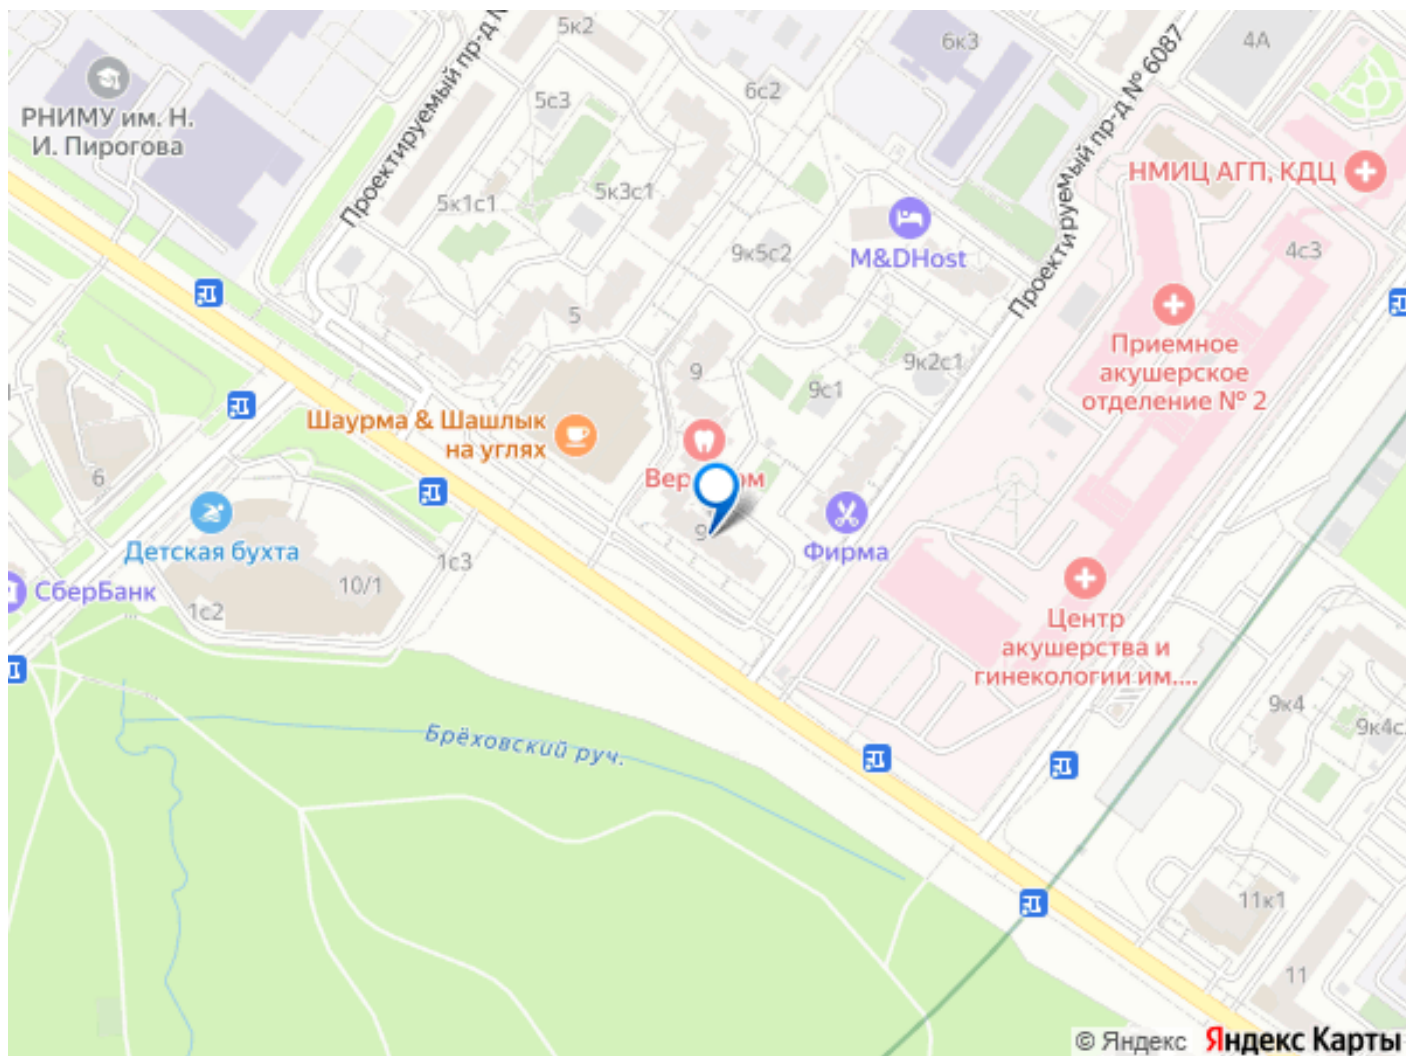 5к2
Проектируемый пр-д №
6к3
4А
Проектируемый пр-д № 6087
6с2
5с3
РНИМУ им. Н.
И. Пирогова
НМИЦ АГП, КДЦ
5к1с1
5к3с1
9к5с2
M&DHost
4с3
5
Приемное
акушерское
отделение № 2
9
9с1
9к2с1
Шаурма & Шашлык
на углях
6
Детская бухта
1с3
9
Фирма
СберБанк
1с2
10/1
Центр
акушерства и
гинекологии им....
9к4
9к4с
Брёховский руч.
11к1
11
© Яндекс Яндекс Карты